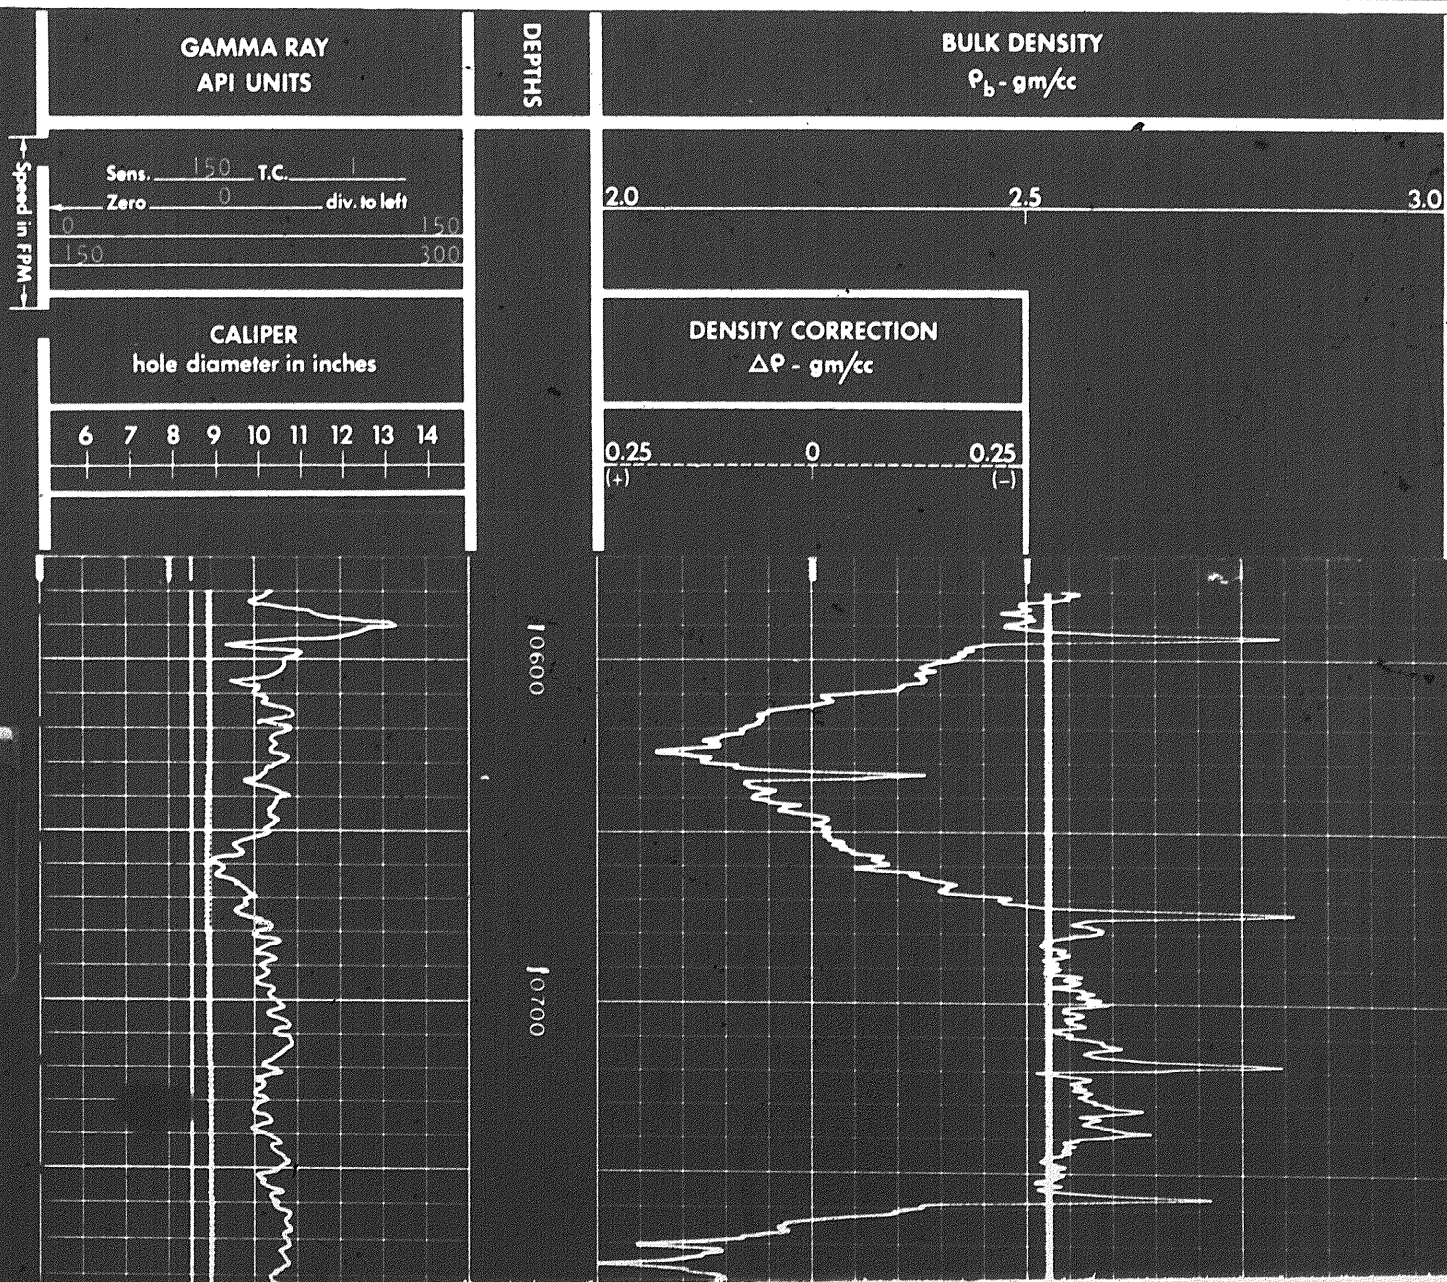 GAMMA RAY
API UNITS
DEPTHS
BULK DENSITY
ρb - gm/cc
Speed in FPM
Sens. 150 T.C. 1
Zero 0 div. to left
0 150
150 300
2.0 2.5 3.0
CALIPER
hole diameter in inches
6 7 8 9 10 11 12 13 14
DENSITY CORRECTION
Δρ - gm/cc
0.25 0 0.25
(+) (-)
10600
10700